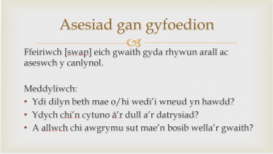 Asesiad gan gyfoedion
Ffeiriwch [swap] eich gwaith gyda rhywun arall ac
aseswch y canlynol.
Meddyliwch:
• Ydi dilyn beth mae o/hi wedi'i wneud yn hawdd?
• Ydych chi'n cytuno â'r dull a'r datrysiad?
• A allwch chi awgrymu sut mae'n bosib wella'r gwaith?